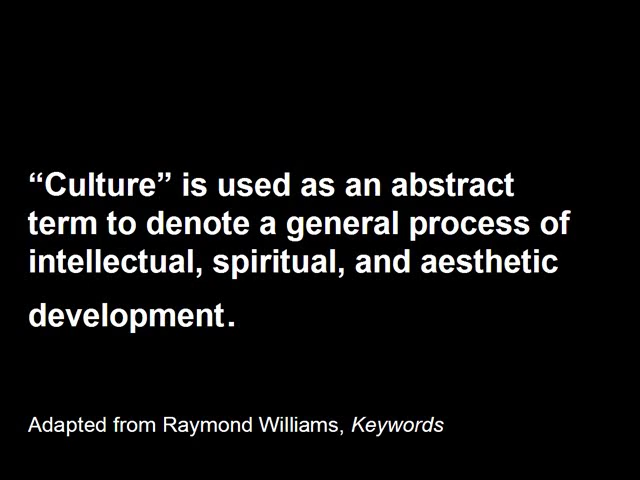 “Culture” is used as an abstract
term to denote a general process of
intellectual, spiritual, and aesthetic
development.
Adapted from Raymond Williams, Keywords